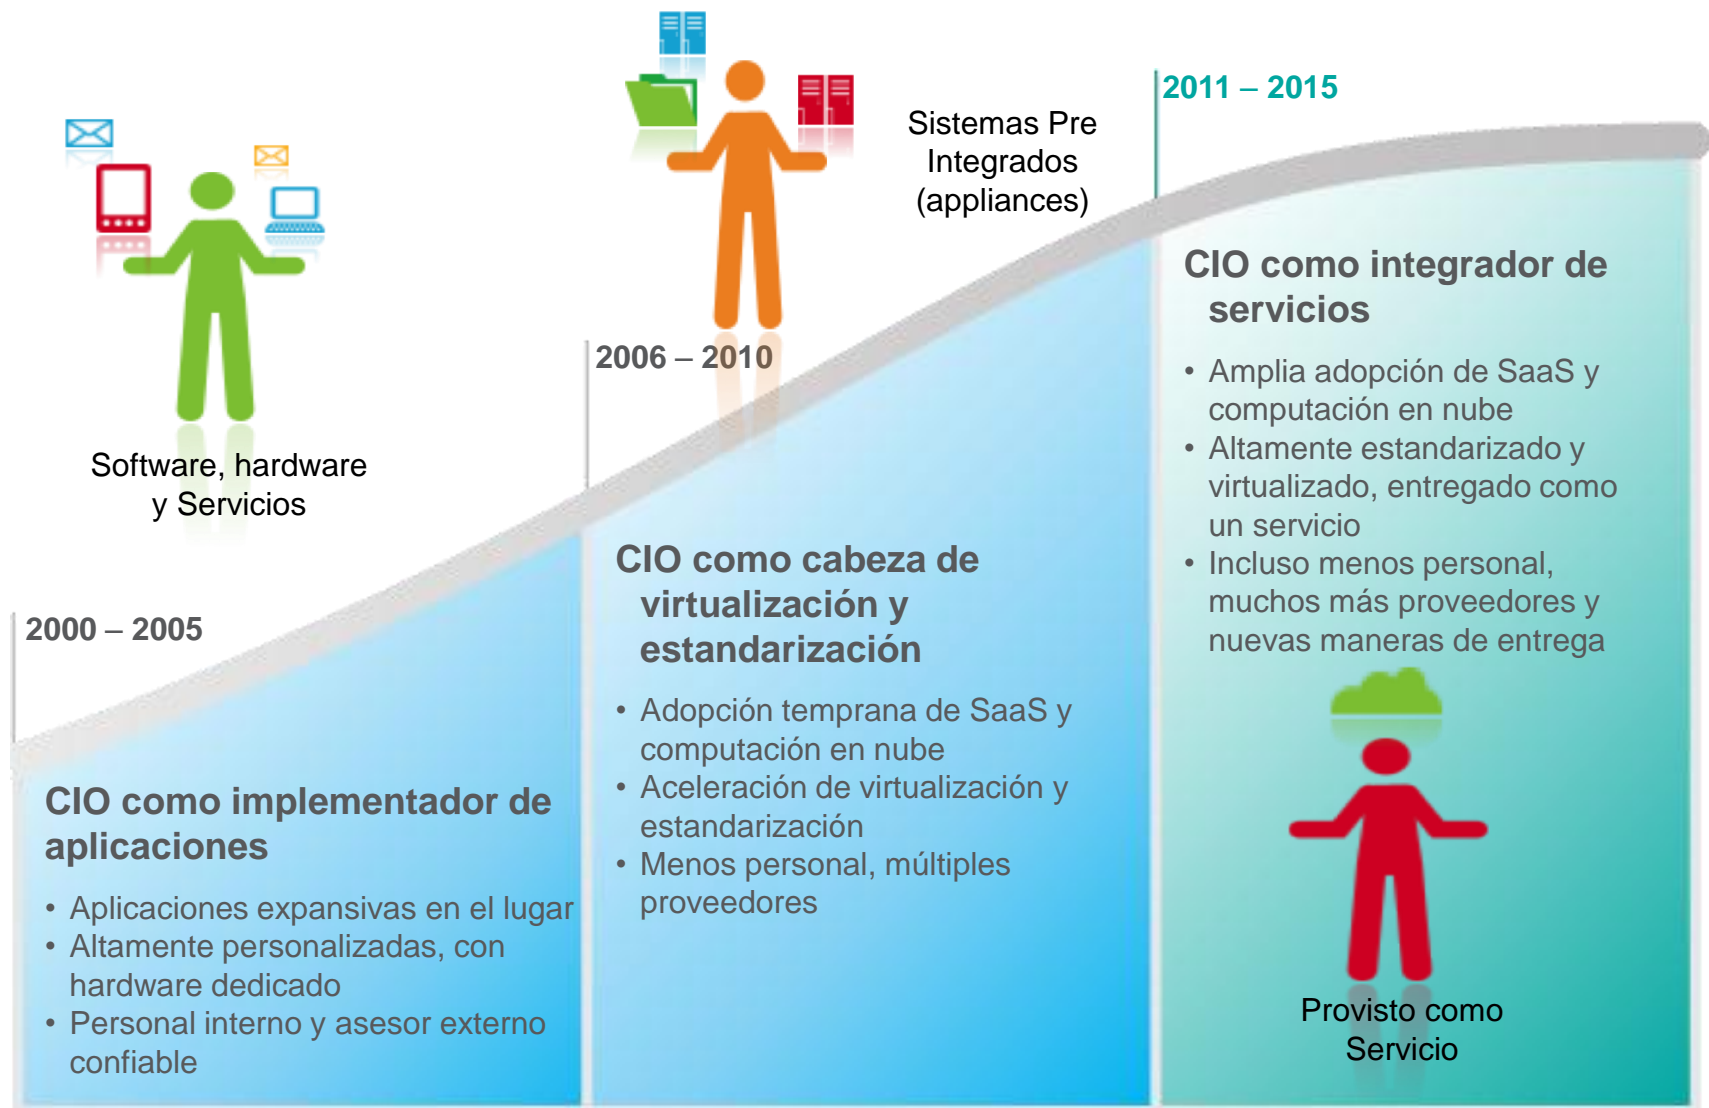 Software, hardware
y Servicios
2000 – 2005
CIO como implementador de
aplicaciones
• Aplicaciones expansivas en el lugar
• Altamente personalizadas, con
hardware dedicado
• Personal interno y asesor externo
confiable
Sistemas Pre
Integrados
(appliances)
2006 – 2010
CIO como cabeza de
virtualización y
estandarización
• Adopción temprana de SaaS y
computación en nube
• Aceleración de virtualización y
estandarización
• Menos personal, múltiples
proveedores
2011 – 2015
CIO como integrador de
servicios
• Amplia adopción de SaaS y
computación en nube
• Altamente estandarizado y
virtualizado, entregado como
un servicio
• Incluso menos personal,
muchos más proveedores y
nuevas maneras de entrega
Provisto como
Servicio